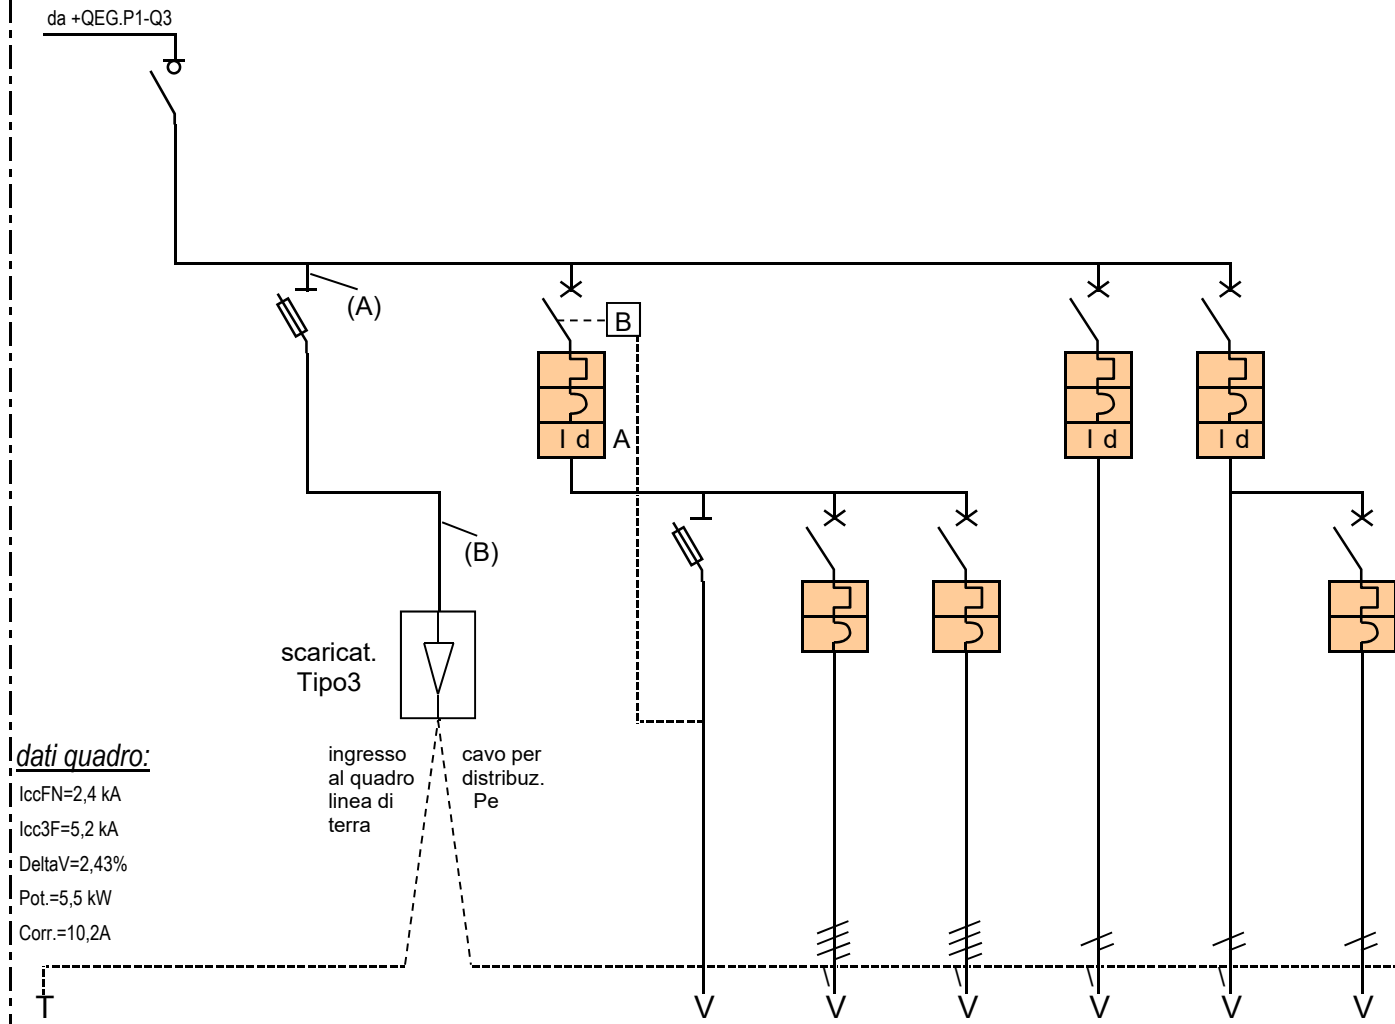 da +QEG.P1-Q3
(A)
B
I d A
I d
I d
(B)
scaricat.
Tipo3
ingresso
al quadro
linea di
terra
cavo per
distribuz.
Pe
dati quadro:
IccFN=2,4 kA
Icc3F=5,2 kA
DeltaV=2,43%
Pot.=5,5 kW
Corr.=10,2A
T V V V V V V